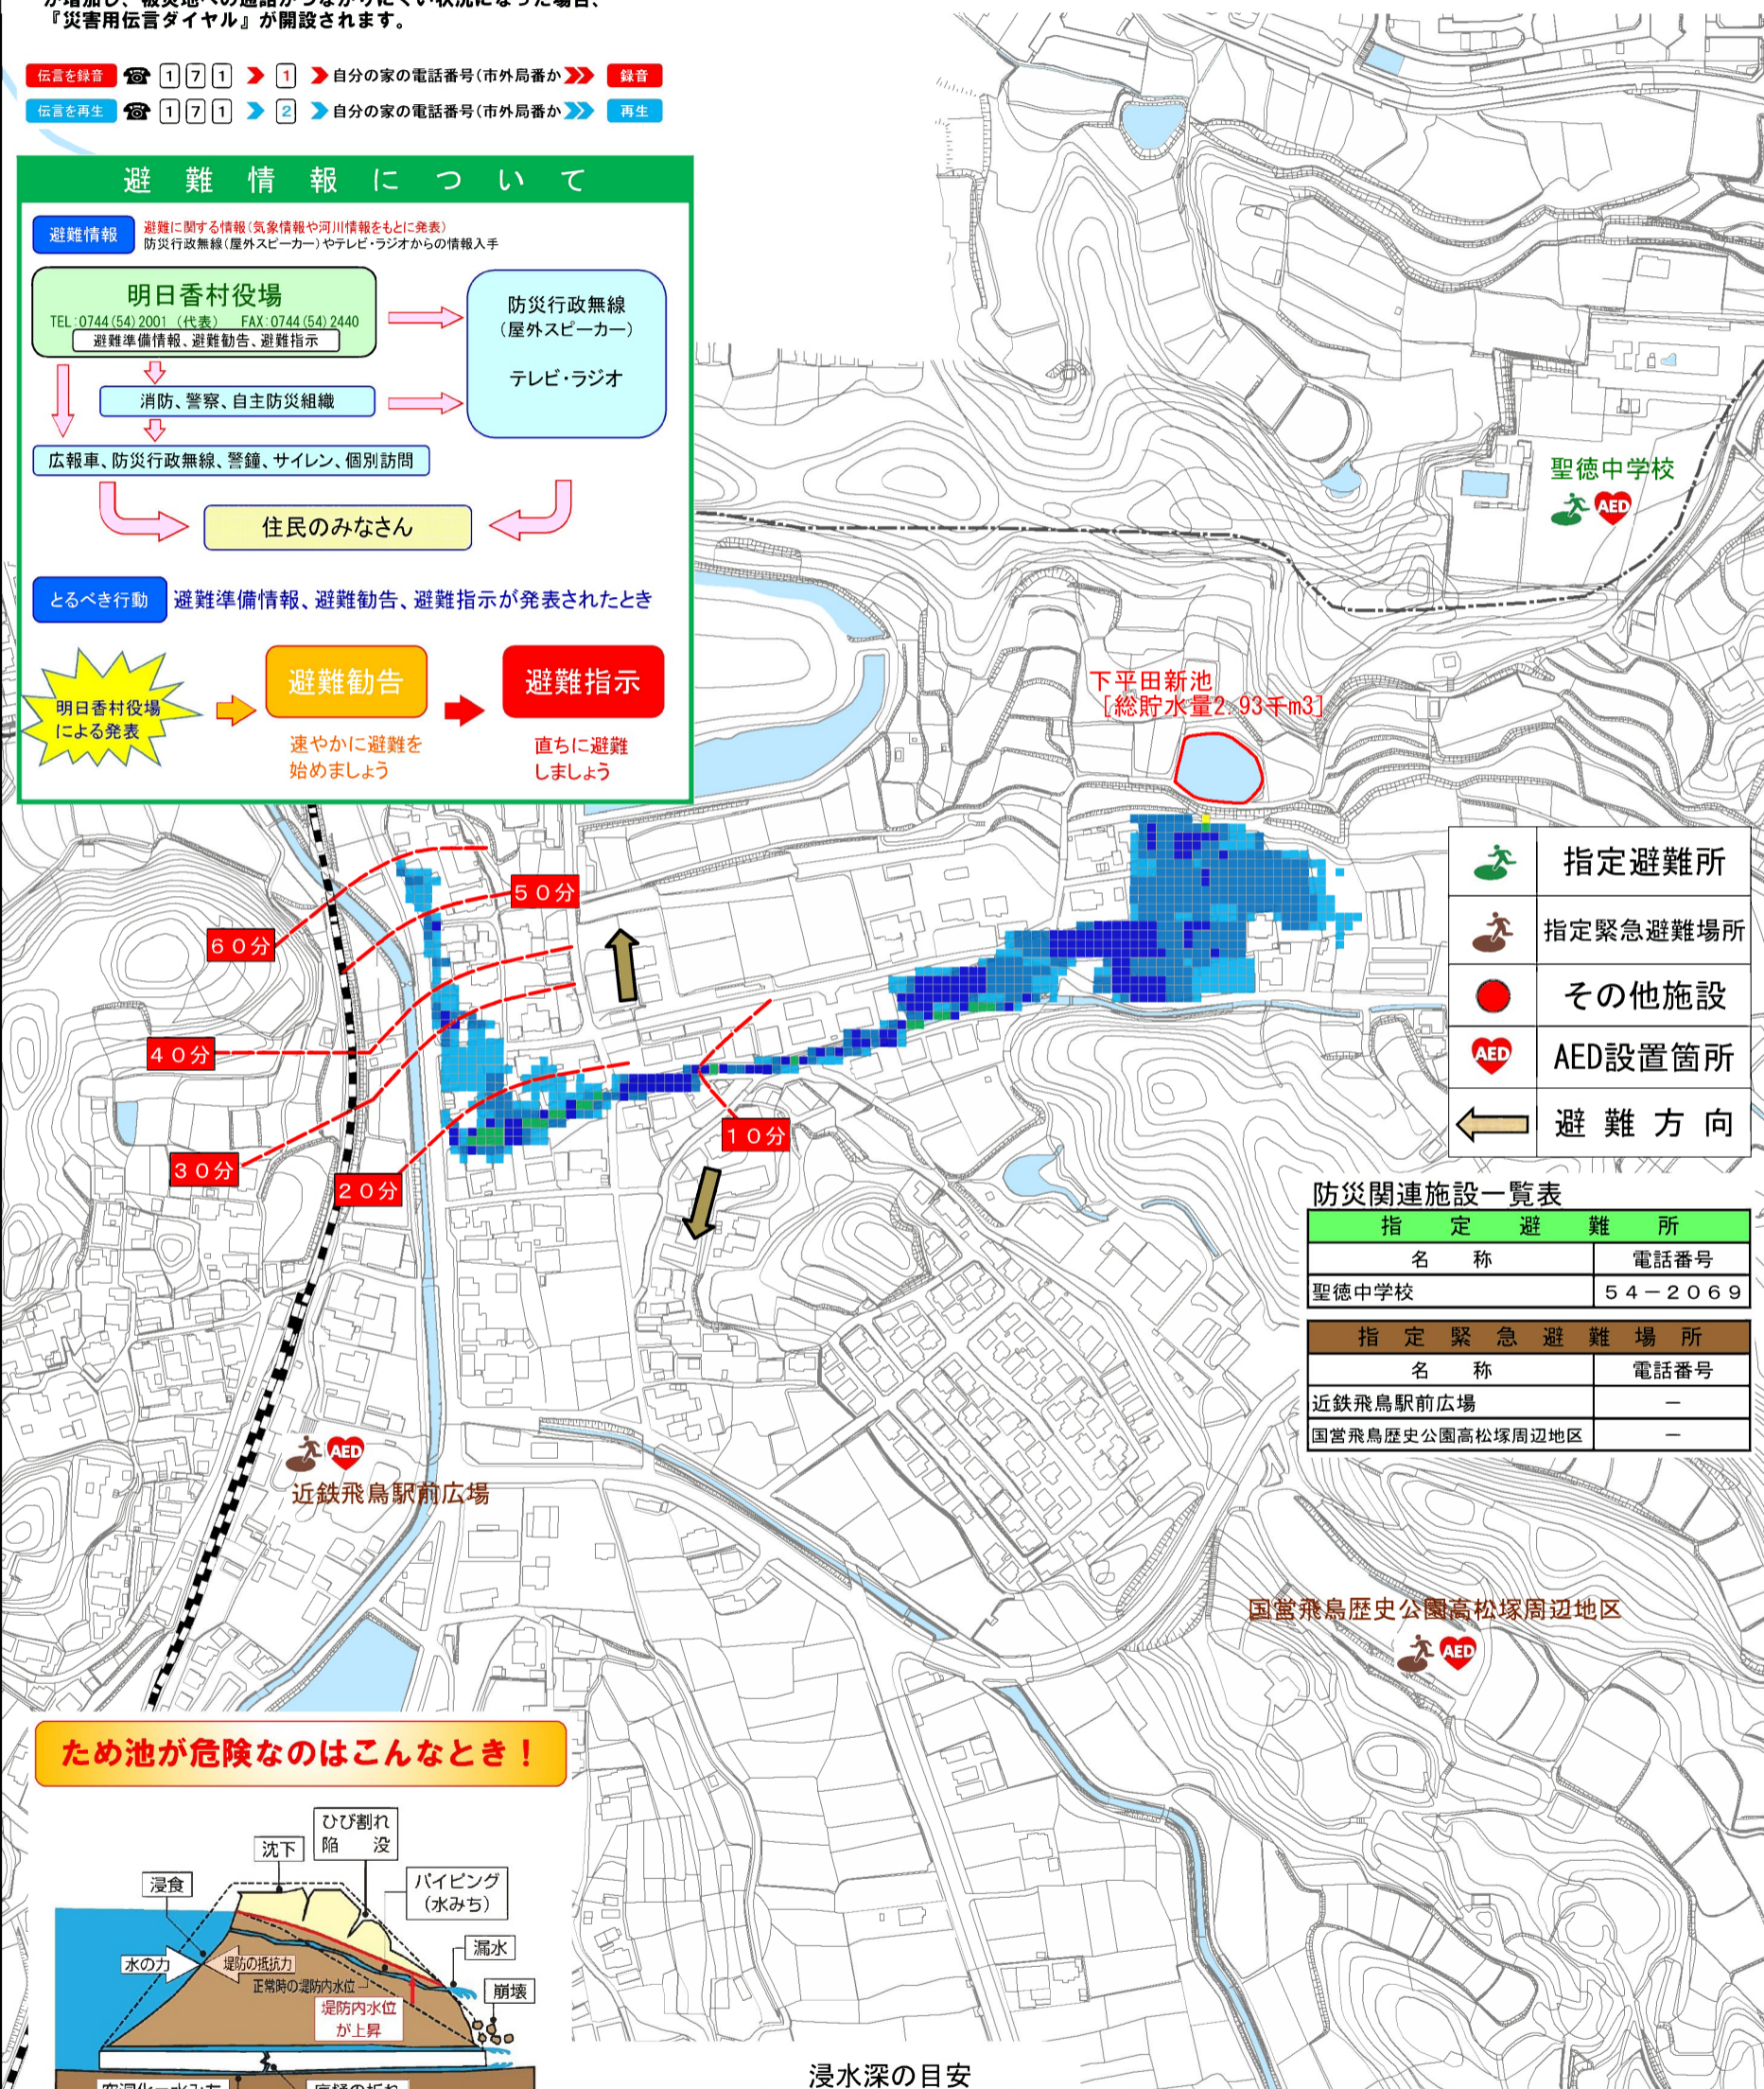 『災害用伝言ダイヤル』が開設されます。
伝言を録音 171 1 自分の家の電話番号(市外局番か 録音
伝言を再生 171 2 自分の家の電話番号(市外局番か 再生
避難情報について
避難情報
避難に関する情報(気象情報や河川情報をもとに発表)
防災行政無線(屋外スピーカー)やテレビ・ラジオからの情報入手
明日香村役場
TEL:0744(54)2001 (代表) FAX:0744(54)2440
避難準備情報、避難勧告、避難指示
防災行政無線
(屋外スピーカー)
テレビ・ラジオ
消防、警察、自主防災組織
広報車、防災行政無線、警鐘、サイレン、個別訪問
住民のみなさん
とるべき行動 避難準備情報、避難勧告、避難指示が発表されたとき
明日香村役場
による発表
避難勧告
速やかに避難を
始めましょう
避難指示
直ちに避難
しましょう
聖徳中学校
AED
下平田新池
[総貯水量2.93千m3]
50分
60分
40分
30分
20分
10分
指定避難所
指定緊急避難場所
その他施設
AED AED設置箇所
避難方向
防災関連施設一覧表
指定避難所
名称 電話番号
聖徳中学校 54-2069
指定緊急避難場所
名称 電話番号
近鉄飛鳥駅前広場 −
国営飛鳥歴史公園高松塚周辺地区 −
AED
近鉄飛鳥駅前広場
国営飛鳥歴史公園高松塚周辺地区
AED
ため池が危険なのはこんなとき!
ひび割れ
陥没
沈下
浸食
パイピング
(水みち)
漏水
水の力
堤防の抵抗力
正常時の堤防内水位
崩壊
堤防内水位
が上昇
浸水深の目安